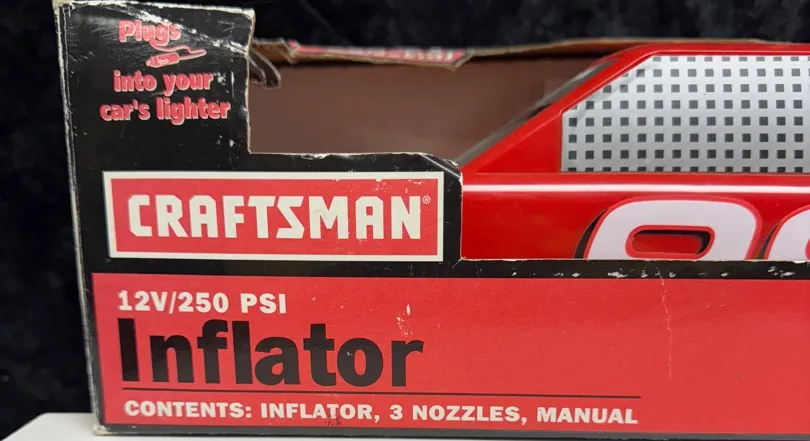 Plugs
into your
car's lighter
CRAFTSMAN®
12V/250 PSI
Inflator
CONTENTS: INFLATOR, 3 NOZZLES, MANUAL